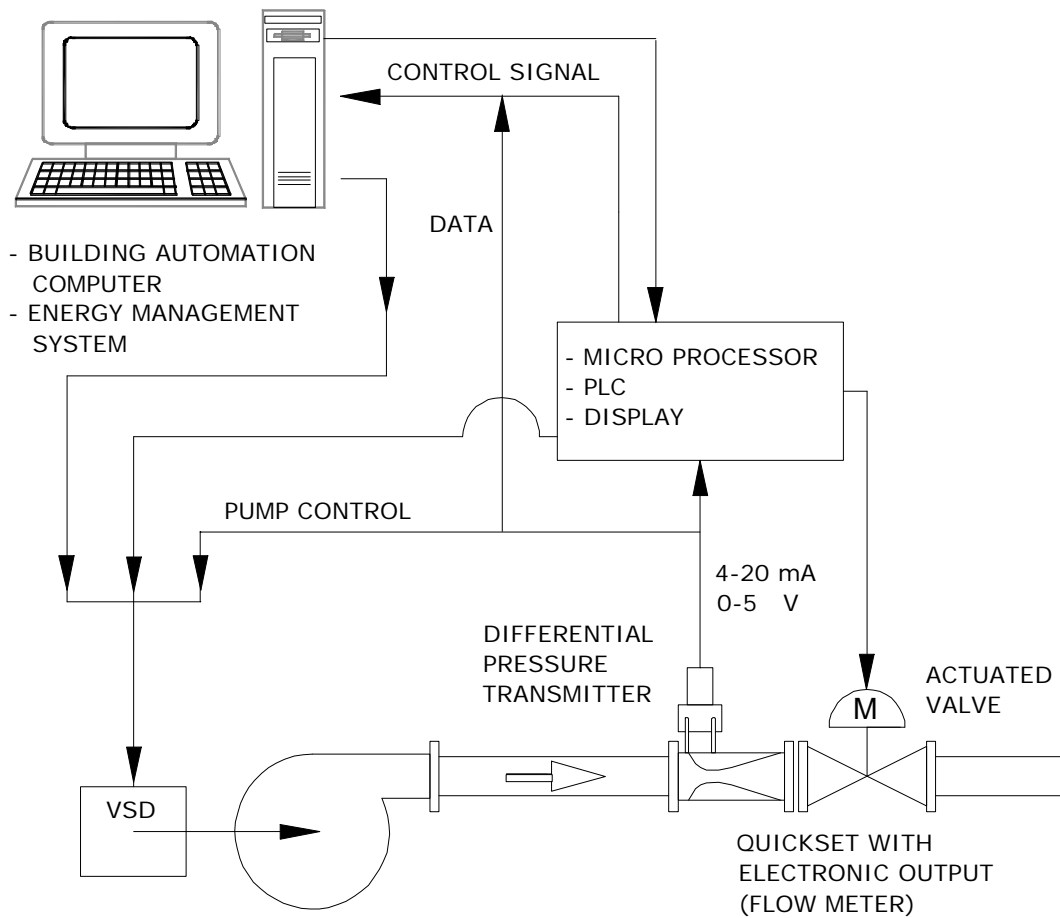 CONTROL SIGNAL
DATA
- BUILDING AUTOMATION
COMPUTER
- ENERGY MANAGEMENT
SYSTEM
- MICRO PROCESSOR
- PLC
- DISPLAY
PUMP CONTROL
4-20 mA
0-5 V
DIFFERENTIAL
PRESSURE
TRANSMITTER
ACTUATED
VALVE
M
VSD
QUICKSET WITH
ELECTRONIC OUTPUT
(FLOW METER)